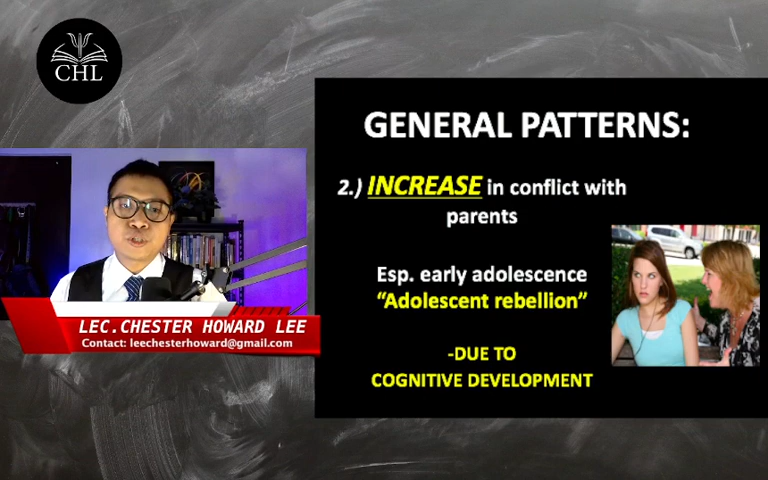 CHL
GENERAL PATTERNS:
2.) INCREASE in conflict with
parents
Esp. early adolescence
“Adolescent rebellion”
-DUE TO
COGNITIVE DEVELOPMENT
LEC.CHESTER HOWARD LEE
Contact: leechesterhoward@gmail.com